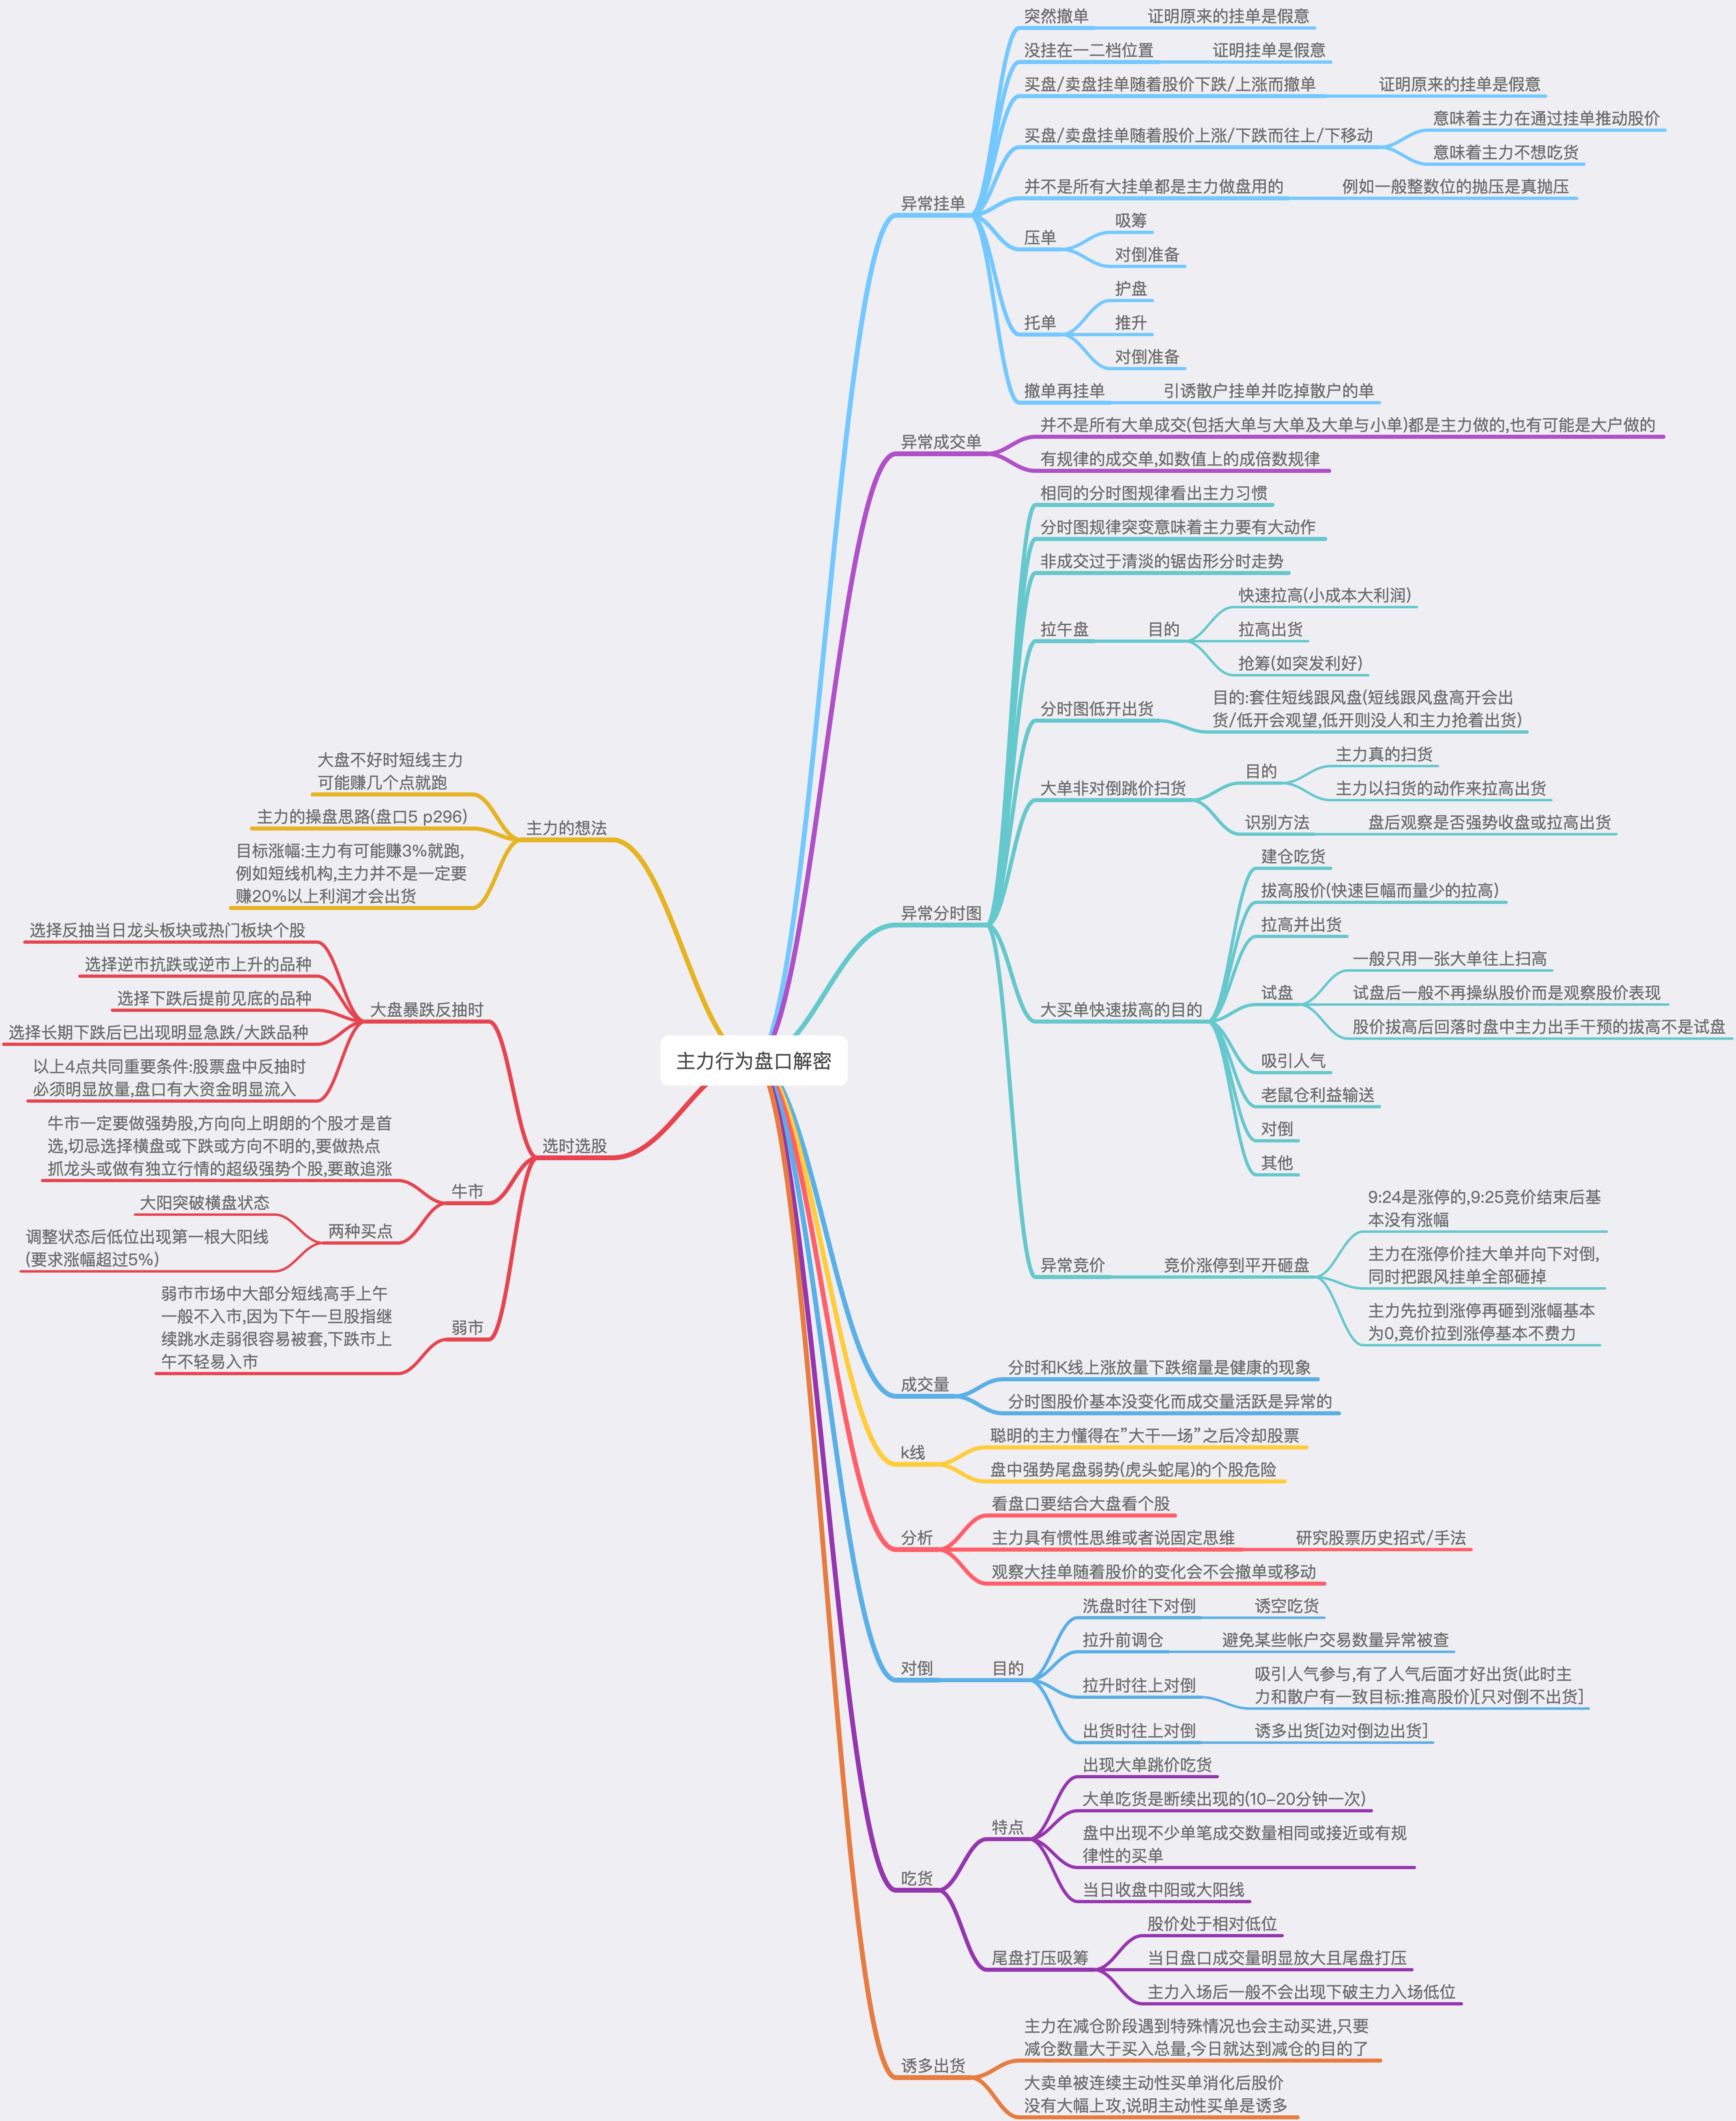 主力行为盘口解密
异常挂单
突然撤单
证明原来的挂单是假意
没挂在一二档位置
证明挂单是假意
买盘/卖盘挂单随着股价下跌/上涨而撤单
证明原来的挂单是假意
买盘/卖盘挂单随着股价上涨/下跌而往上/下移动
意味着主力在通过挂单推动股价
意味着主力不想吃货
并不是所有大挂单都是主力做盘用的
例如一般整数位的抛压是真抛压
压单
吸筹
对倒准备
托单
护盘
推升
对倒准备
撤单再挂单
引诱散户挂单并吃掉散户的单
异常成交单
并不是所有大单成交(包括大单与大单及大单与小单)都是主力做的,也有可能是大户做的
有规律的成交单,如数值上的成倍数规律
异常分时图
相同的分时图规律看出主力习惯
分时图规律突变意味着主力要有大动作
非成交过于清淡的锯齿形分时走势
拉午盘
目的
快速拉高(小成本大利润)
拉高出货
抢筹(如突发利好)
分时图低开出货
目的:套住短线跟风盘(短线跟风盘高开会出
货/低开会观望,低开则没人和主力抢着出货)
大单非对倒跳价扫货
目的
主力真的扫货
主力以扫货的动作来拉高出货
识别方法
盘后观察是否强势收盘或拉高出货
大买单快速拔高的目的
建仓吃货
拔高股价(快速巨幅而量少的拉高)
拉高并出货
试盘
一般只用一张大单往上扫高
试盘后一般不再操纵股价而是观察股价表现
股价拔高后回落时盘中主力出手干预的拔高不是试盘
吸引人气
老鼠仓利益输送
对倒
其他
异常竞价
竞价涨停到平开砸盘
9:24是涨停的,9:25竞价结束后基
本没有涨幅
主力在涨停价挂大单并向下对倒,
同时把跟风挂单全部砸掉
主力先拉到涨停再砸到涨幅基本
为0,竞价拉到涨停基本不费力
成交量
分时和K线上涨放量下跌缩量是健康的现象
分时图股价基本没变化而成交量活跃是异常的
k线
聪明的主力懂得在”大干一场”之后冷却股票
盘中强势尾盘弱势(虎头蛇尾)的个股危险
分析
看盘口要结合大盘看个股
主力具有惯性思维或者说固定思维
研究股票历史招式/手法
观察大挂单随着股价的变化会不会撤单或移动
对倒
目的
洗盘时往下对倒
诱空吃货
拉升前调仓
避免某些帐户交易数量异常被查
拉升时往上对倒
吸引人气参与,有了人气后面才好出货(此时主
力和散户有一致目标:推高股价)[只对倒不出货]
出货时往上对倒
诱多出货[边对倒边出货]
吃货
特点
出现大单跳价吃货
大单吃货是断续出现的(10–20分钟一次)
盘中出现不少单笔成交数量相同或接近或有规
律性的买单
当日收盘中阳或大阳线
尾盘打压吸筹
股价处于相对低位
当日盘口成交量明显放大且尾盘打压
主力入场后一般不会出现下破主力入场低位
诱多出货
主力在减仓阶段遇到特殊情况也会主动买进,只要
减仓数量大于买入总量,今日就达到减仓的目的了
大卖单被连续主动性买单消化后股价
没有大幅上攻,说明主动性买单是诱多
主力的想法
大盘不好时短线主力
可能赚几个点就跑
主力的操盘思路(盘口5 p296)
目标涨幅:主力有可能赚3%就跑,
例如短线机构,主力并不是一定要
赚20%以上利润才会出货
选时选股
大盘暴跌反抽时
选择反抽当日龙头板块或热门板块个股
选择逆市抗跌或逆市上升的品种
选择下跌后提前见底的品种
选择长期下跌后已出现明显急跌/大跌品种
以上4点共同重要条件:股票盘中反抽时
必须明显放量,盘口有大资金明显流入
牛市
牛市一定要做强势股,方向向上明朗的个股才是首
选,切忌选择横盘或下跌或方向不明的,要做热点
抓龙头或做有独立行情的超级强势个股,要敢追涨
两种买点
大阳突破横盘状态
调整状态后低位出现第一根大阳线
(要求涨幅超过5%)
弱市
弱市市场中大部分短线高手上午
一般不入市,因为下午一旦股指继
续跳水走弱很容易被套,下跌市上
午不轻易入市